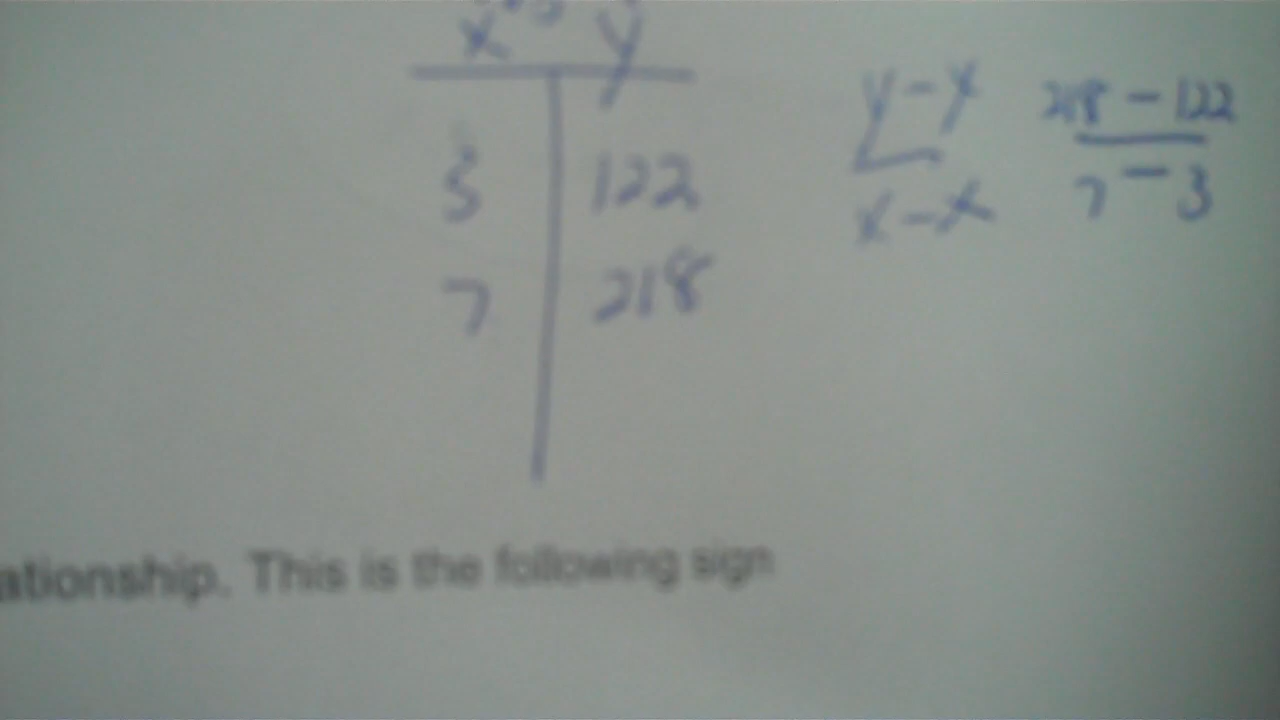 x y
y - y 218 - 122
x - x 7 - 3
3 122
7 218
ationship. This is the following sign